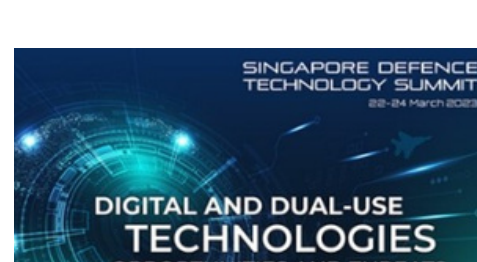 SINGAPORE DEFENCE
TECHNOLOGY SUMMIT
22-24 March 2023
DIGITAL AND DUAL-USE
TECHNOLOGIES